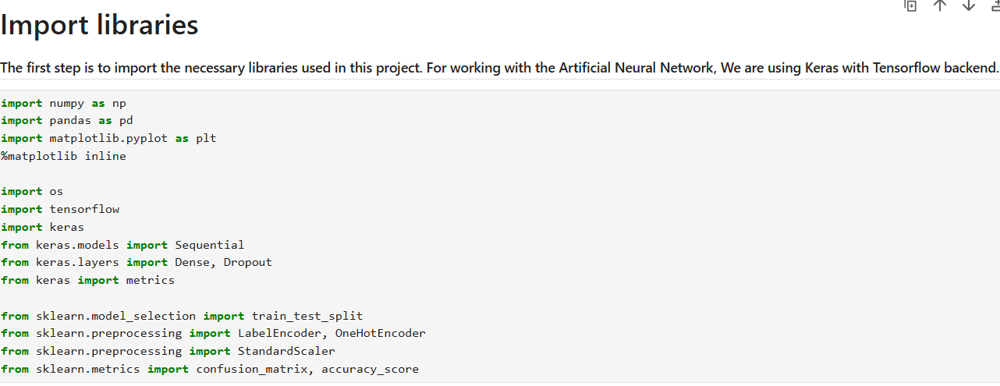 Import libraries
The first step is to import the necessary libraries used in this project. For working with the Artificial Neural Network, We are using Keras with Tensorflow backend.
import numpy as np
import pandas as pd
import matplotlib.pyplot as plt
%matplotlib inline
import os
import tensorflow
import keras
from keras.models import Sequential
from keras.layers import Dense, Dropout
from keras import metrics
from sklearn.model_selection import train_test_split
from sklearn.preprocessing import LabelEncoder, OneHotEncoder
from sklearn.preprocessing import StandardScaler
from sklearn.metrics import confusion_matrix, accuracy_score